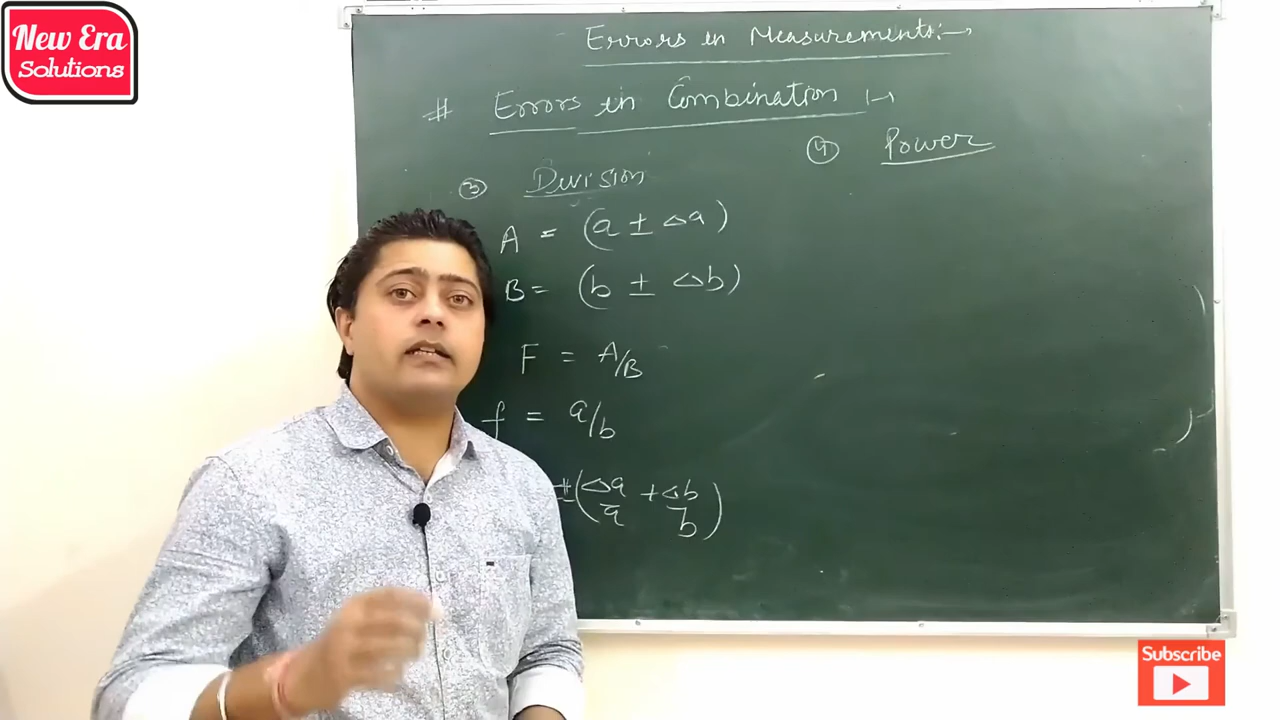 New Era
Solutions
Errors in Measurements:→
# Errors in Combination :→
③ Division
A = (a ± Δa)
B = (b ± Δb)
F = A/B
f = a/b
± (Δa/a + Δb/b)
④ Power
Subscribe